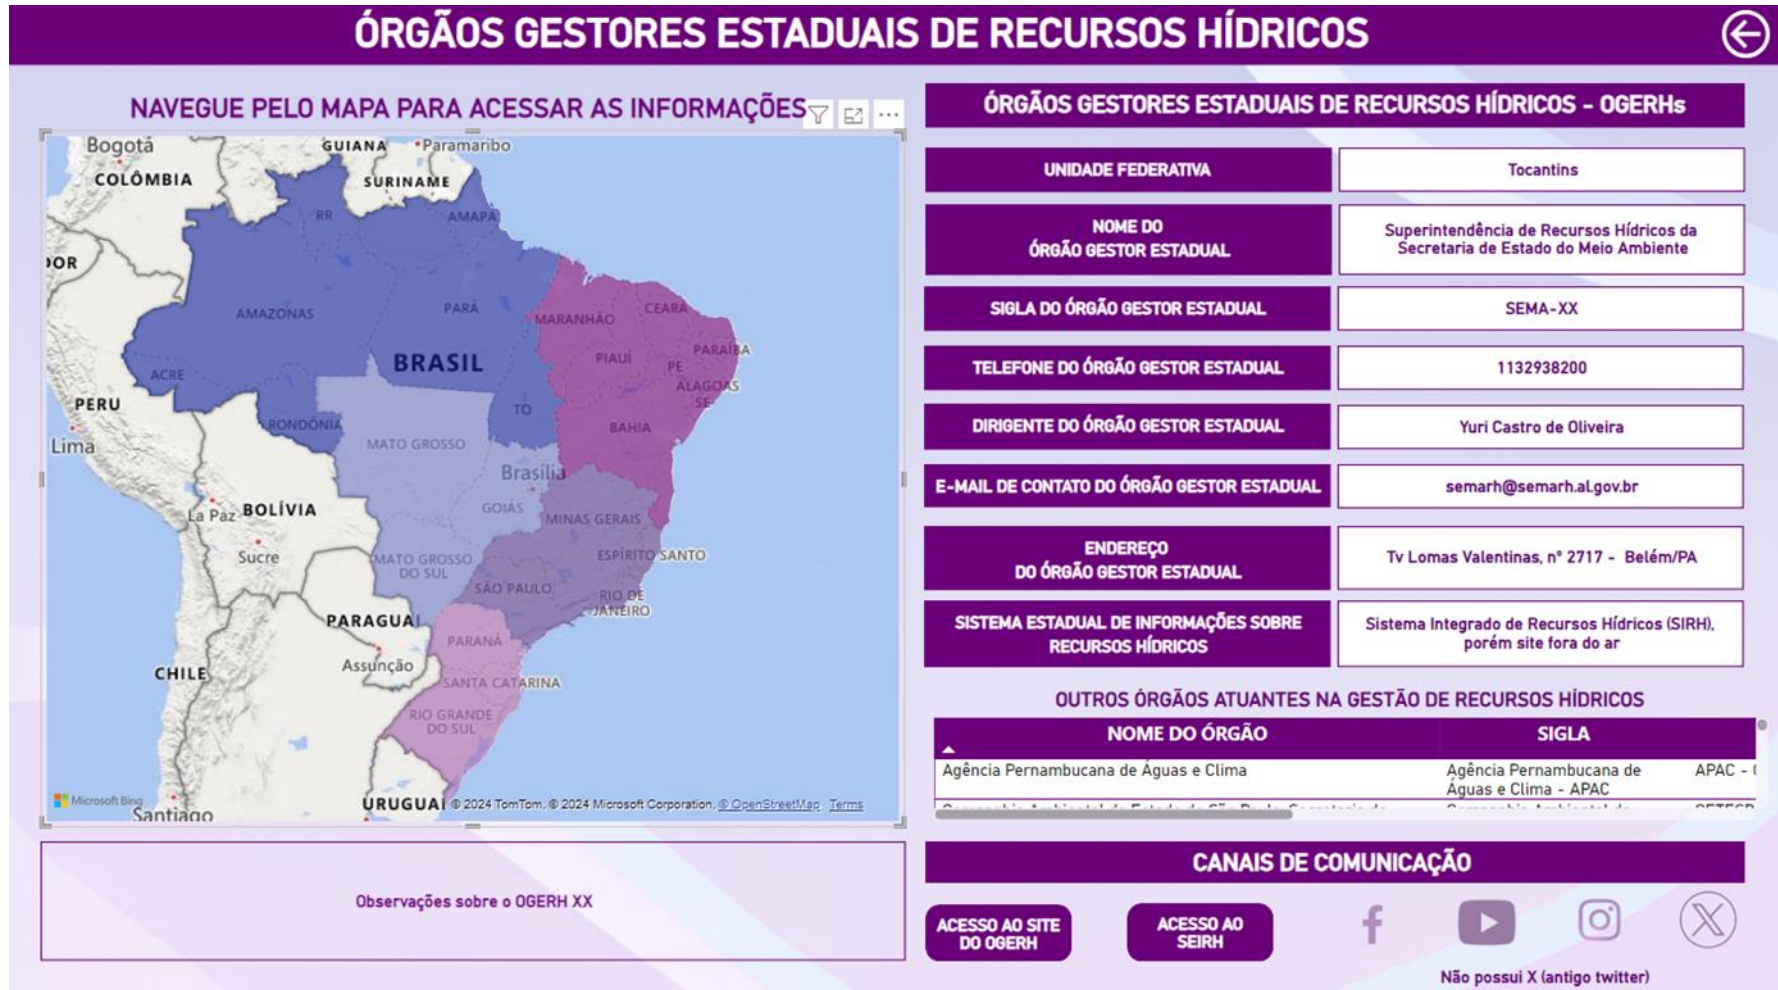 ÓRGÃOS GESTORES ESTADUAIS DE RECURSOS HÍDRICOS
NAVEGUE PELO MAPA PARA ACESSAR AS INFORMAÇÕES
Bogotá
COLÔMBIA
GUIANA
Paramaribo
SURINAME
RR
AMAPÁ
DOR
AMAZONAS
PARÁ
MARANHÃO
CEARÁ
BRASIL
PIAUÍ
PARAÍBA
PE
ACRE
ALAGOAS
SE
PERU
TO
RONDÔNIA
BAHIA
Lima
MATO GROSSO
Brasília
La Paz
BOLÍVIA
GOIÁS
MINAS GERAIS
Sucre
MATO GROSSO
DO SUL
ESPÍRITO SANTO
SÃO PAULO
RIO DE
JANEIRO
PARAGUAI
PARANÁ
Assunção
CHILE
SANTA CATARINA
RIO GRANDE
DO SUL
Microsoft Bing
Santiago
URUGUAI
© 2024 TomTom, © 2024 Microsoft Corporation, © OpenStreetMap Terms
Observações sobre o OGERH XX
ÓRGÃOS GESTORES ESTADUAIS DE RECURSOS HÍDRICOS - OGERHs
UNIDADE FEDERATIVA
Tocantins
NOME DO
ÓRGÃO GESTOR ESTADUAL
Superintendência de Recursos Hídricos da
Secretaria de Estado do Meio Ambiente
SIGLA DO ÓRGÃO GESTOR ESTADUAL
SEMA-XX
TELEFONE DO ÓRGÃO GESTOR ESTADUAL
1132938200
DIRIGENTE DO ÓRGÃO GESTOR ESTADUAL
Yuri Castro de Oliveira
E-MAIL DE CONTATO DO ÓRGÃO GESTOR ESTADUAL
semarh@semarh.al.gov.br
ENDEREÇO
DO ÓRGÃO GESTOR ESTADUAL
Tv Lomas Valentinas, n° 2717 - Belém/PA
SISTEMA ESTADUAL DE INFORMAÇÕES SOBRE
RECURSOS HÍDRICOS
Sistema Integrado de Recursos Hídricos (SIRH),
porém site fora do ar
OUTROS ÓRGÃOS ATUANTES NA GESTÃO DE RECURSOS HÍDRICOS
NOME DO ÓRGÃO
SIGLA
Agência Pernambucana de Águas e Clima
Agência Pernambucana de
Águas e Clima - APAC
APAC -
CANAIS DE COMUNICAÇÃO
ACESSO AO SITE
DO OGERH
ACESSO AO
SEIRH
Não possui X (antigo twitter)